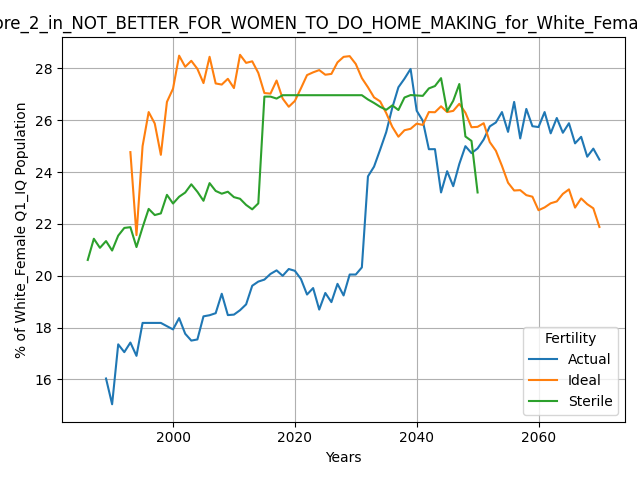 ore_2_in_NOT_BETTER_FOR_WOMEN_TO_DO_HOME_MAKING_for_White_Fema
% of White_Female Q1_IQ Population
28
26
24
22
20
18
16
2000
2020
2040
2060
Years
Fertility
Actual
Ideal
Sterile